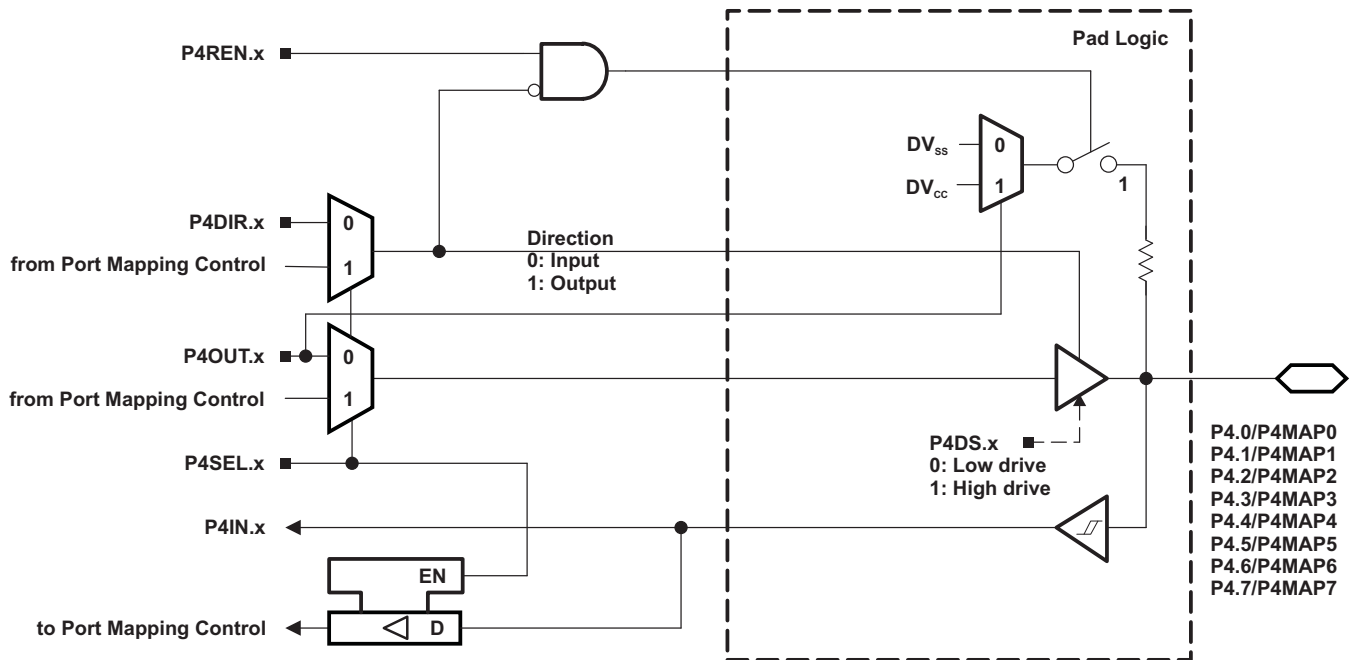 Pad Logic
P4REN.x
DVss
0
DVcc
1
1
P4DIR.x
0
from Port Mapping Control
1
Direction
0: Input
1: Output
P4OUT.x
0
from Port Mapping Control
1
P4SEL.x
P4DS.x
0: Low drive
1: High drive
P4IN.x
EN
to Port Mapping Control
D
P4.0/P4MAP0
P4.1/P4MAP1
P4.2/P4MAP2
P4.3/P4MAP3
P4.4/P4MAP4
P4.5/P4MAP5
P4.6/P4MAP6
P4.7/P4MAP7